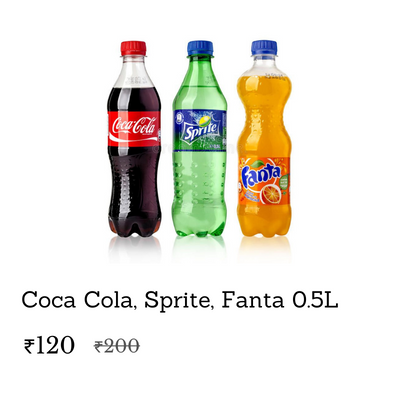 Coca-Cola
Sprite
Fanta
Coca Cola, Sprite, Fanta 0.5L
₹120 ₹200